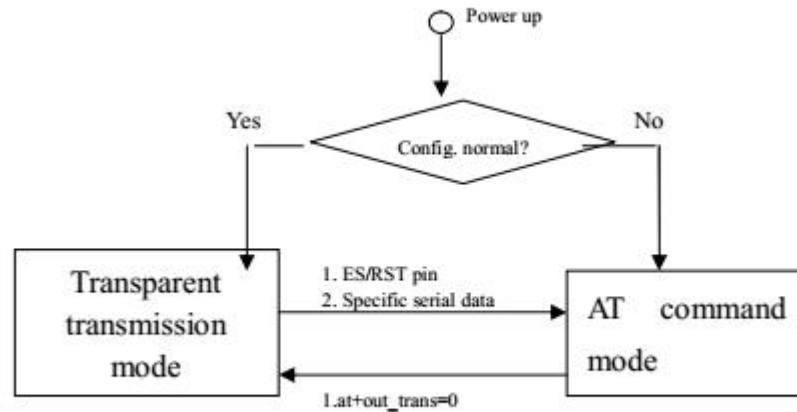 Power up
Yes
No
Config. normal?
Transparent
transmission
mode
1. ES/RST pin
2. Specific serial data
AT command
mode
1.at+out_trans=0